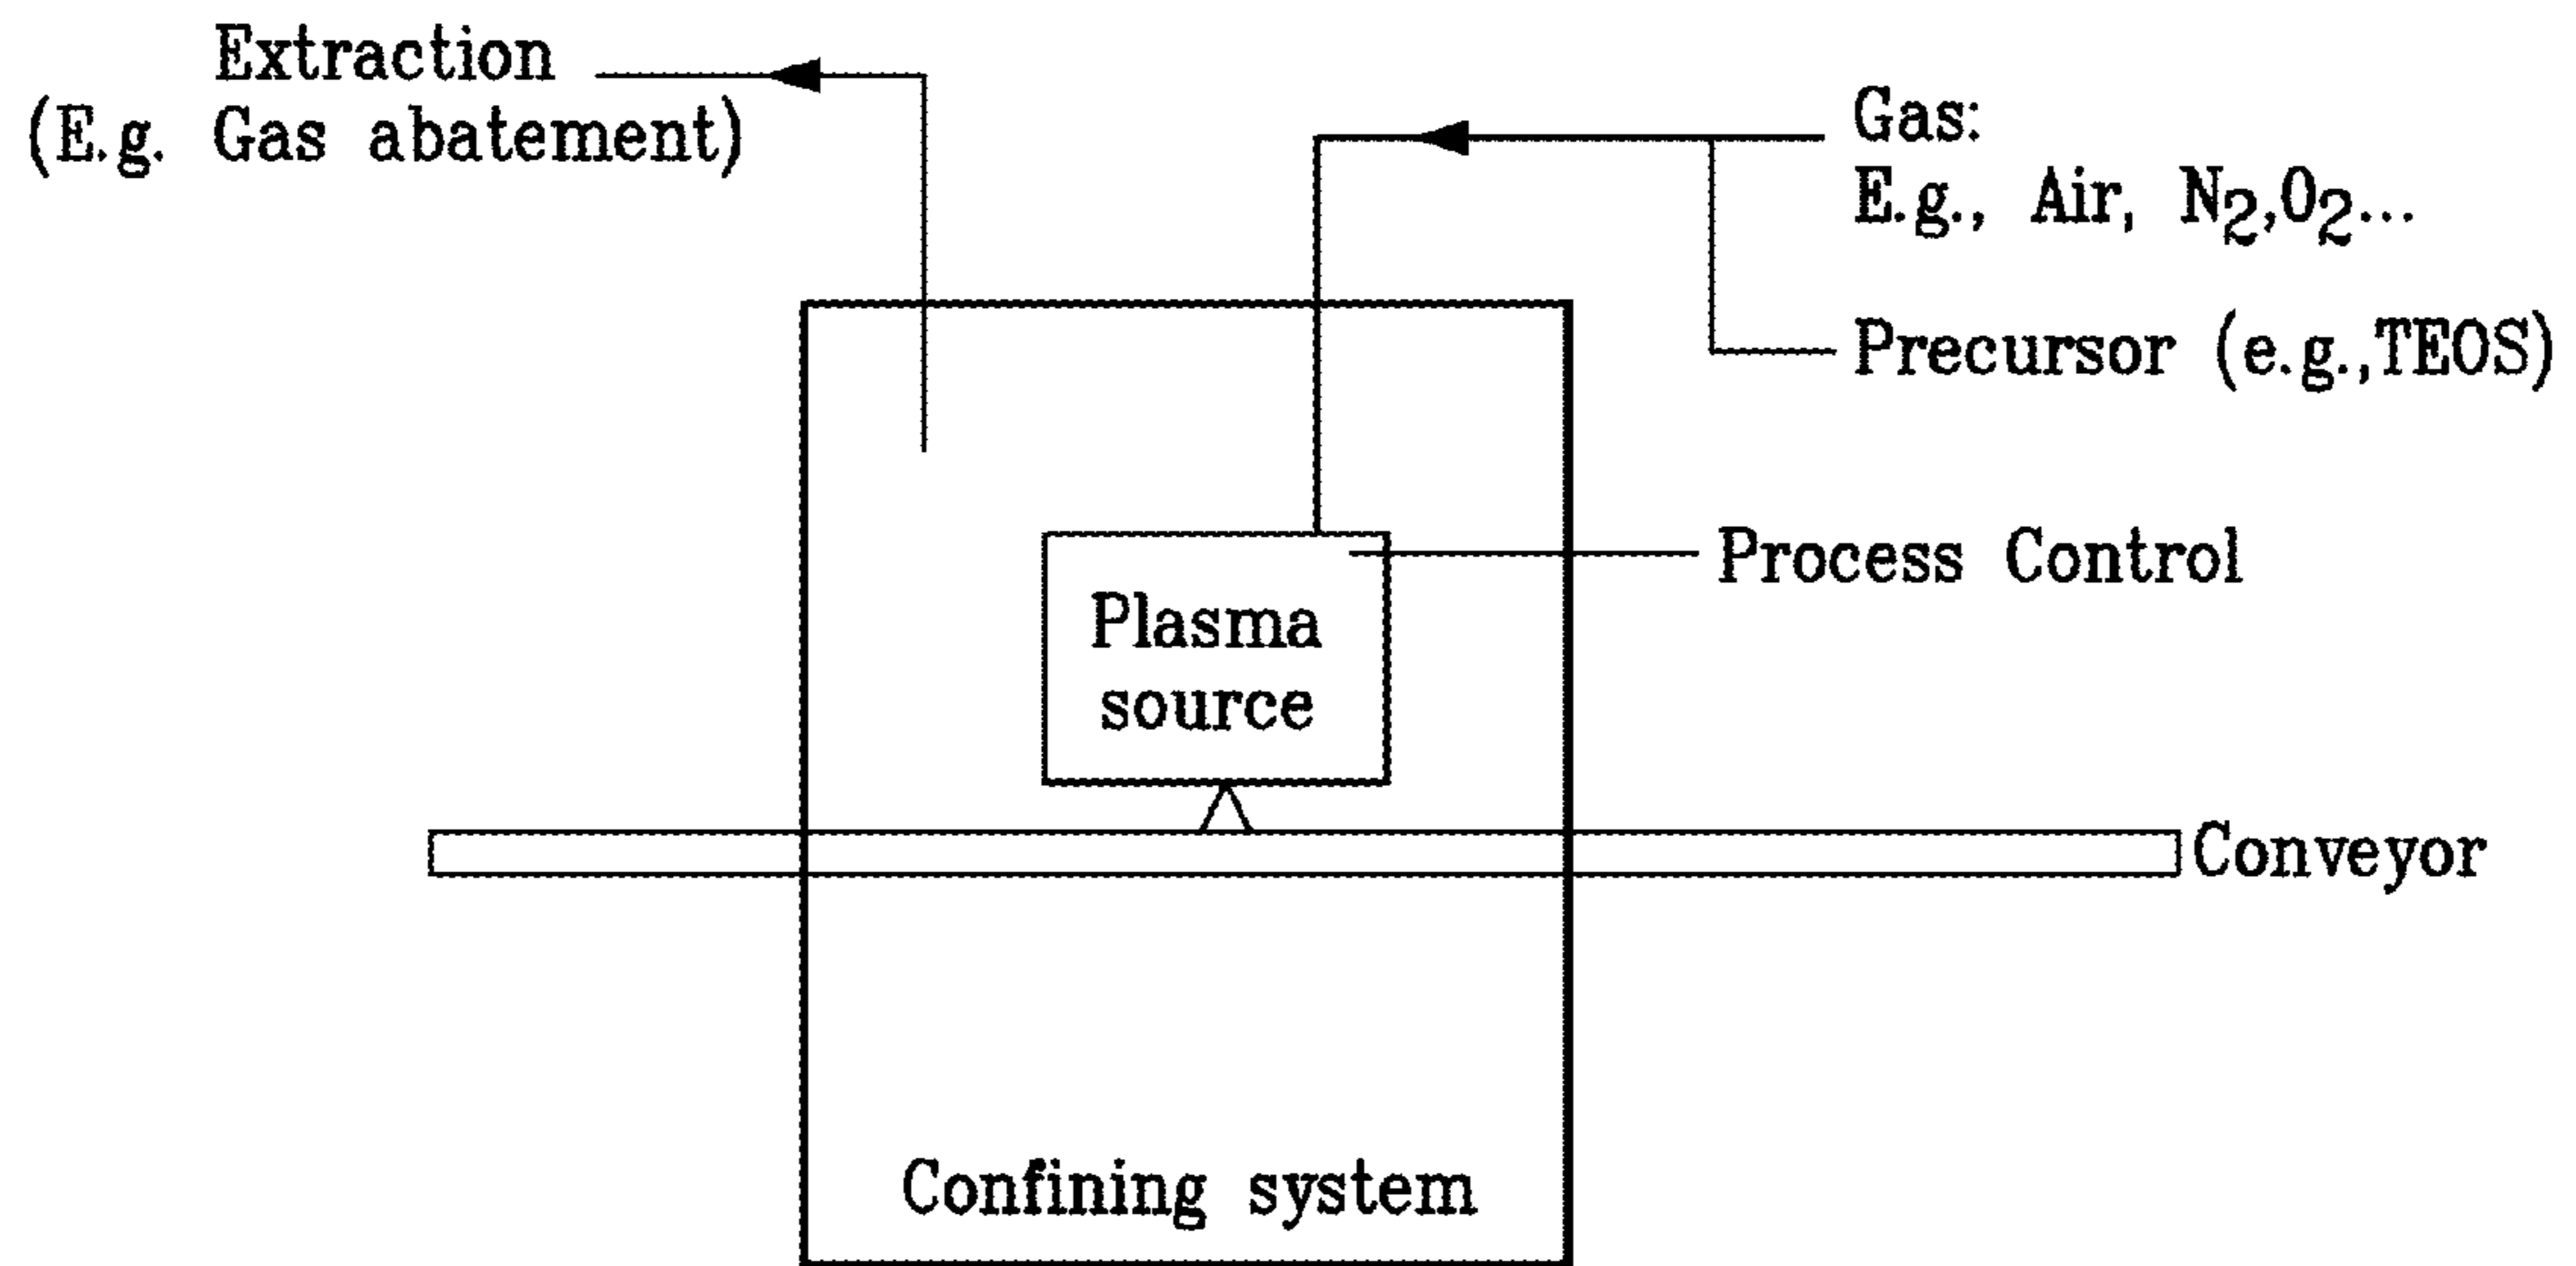 Extraction
(E.g. Gas abatement)
Gas:
E.g., Air, N₂,O₂...
Precursor (e.g.,TEOS)
Process Control
Plasma
source
Conveyor
Confining system